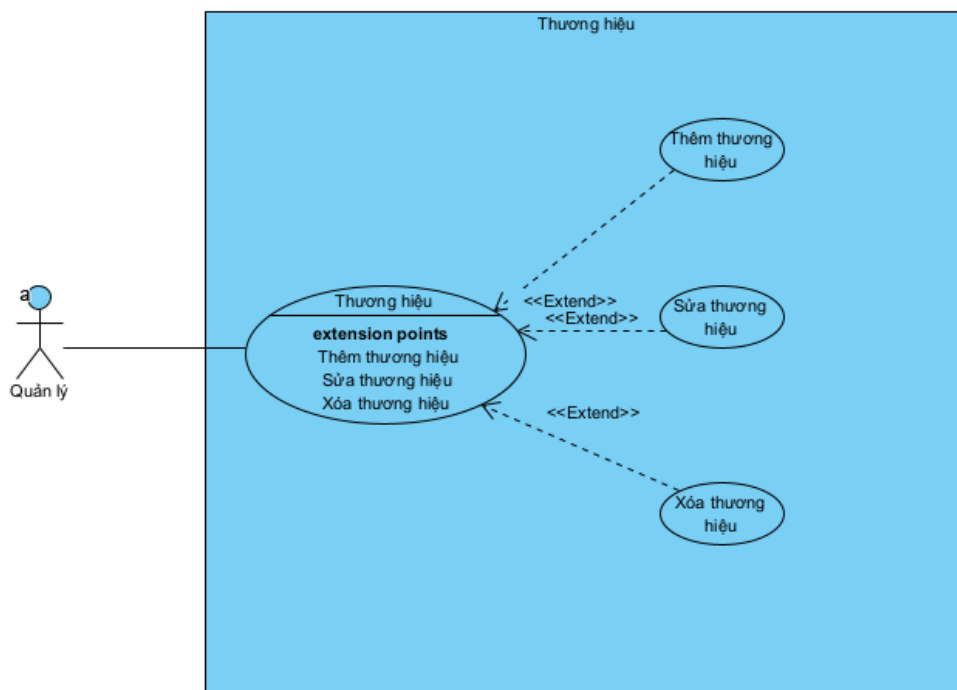 Thương hiệu
Thêm thương
hiệu
<<Extend>>
<<Extend>>
Sửa thương
hiệu
a
Quản lý
Thương hiệu
extension points
Thêm thương hiệu
Sửa thương hiệu
Xóa thương hiệu
<<Extend>>
Xóa thương
hiệu